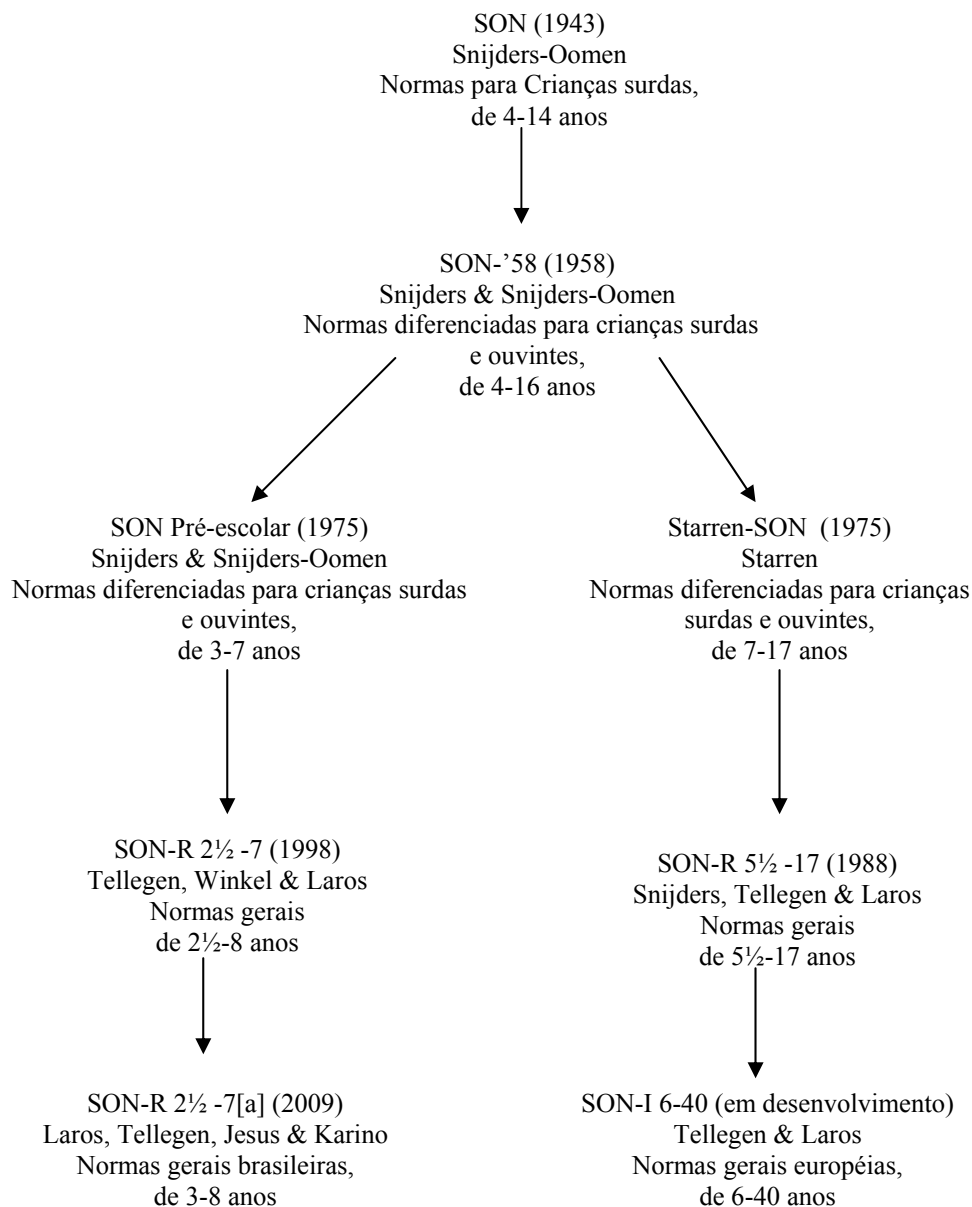 SON (1943)
Snijders-Oomen
Normas para Crianças surdas,
de 4-14 anos
SON-’58 (1958)
Snijders & Snijders-Oomen
Normas diferenciadas para crianças surdas
e ouvintes,
de 4-16 anos
SON Pré-escolar (1975)
Snijders & Snijders-Oomen
Normas diferenciadas para crianças surdas
e ouvintes,
de 3-7 anos
Starren-SON (1975)
Starren
Normas diferenciadas para crianças
surdas e ouvintes,
de 7-17 anos
SON-R 2½ -7 (1998)
Tellegen, Winkel & Laros
Normas gerais
de 2½-8 anos
SON-R 5½ -17 (1988)
Snijders, Tellegen & Laros
Normas gerais
de 5½-17 anos
SON-R 2½ -7[a] (2009)
Laros, Tellegen, Jesus & Karino
Normas gerais brasileiras,
de 3-8 anos
SON-I 6-40 (em desenvolvimento)
Tellegen & Laros
Normas gerais européias,
de 6-40 anos